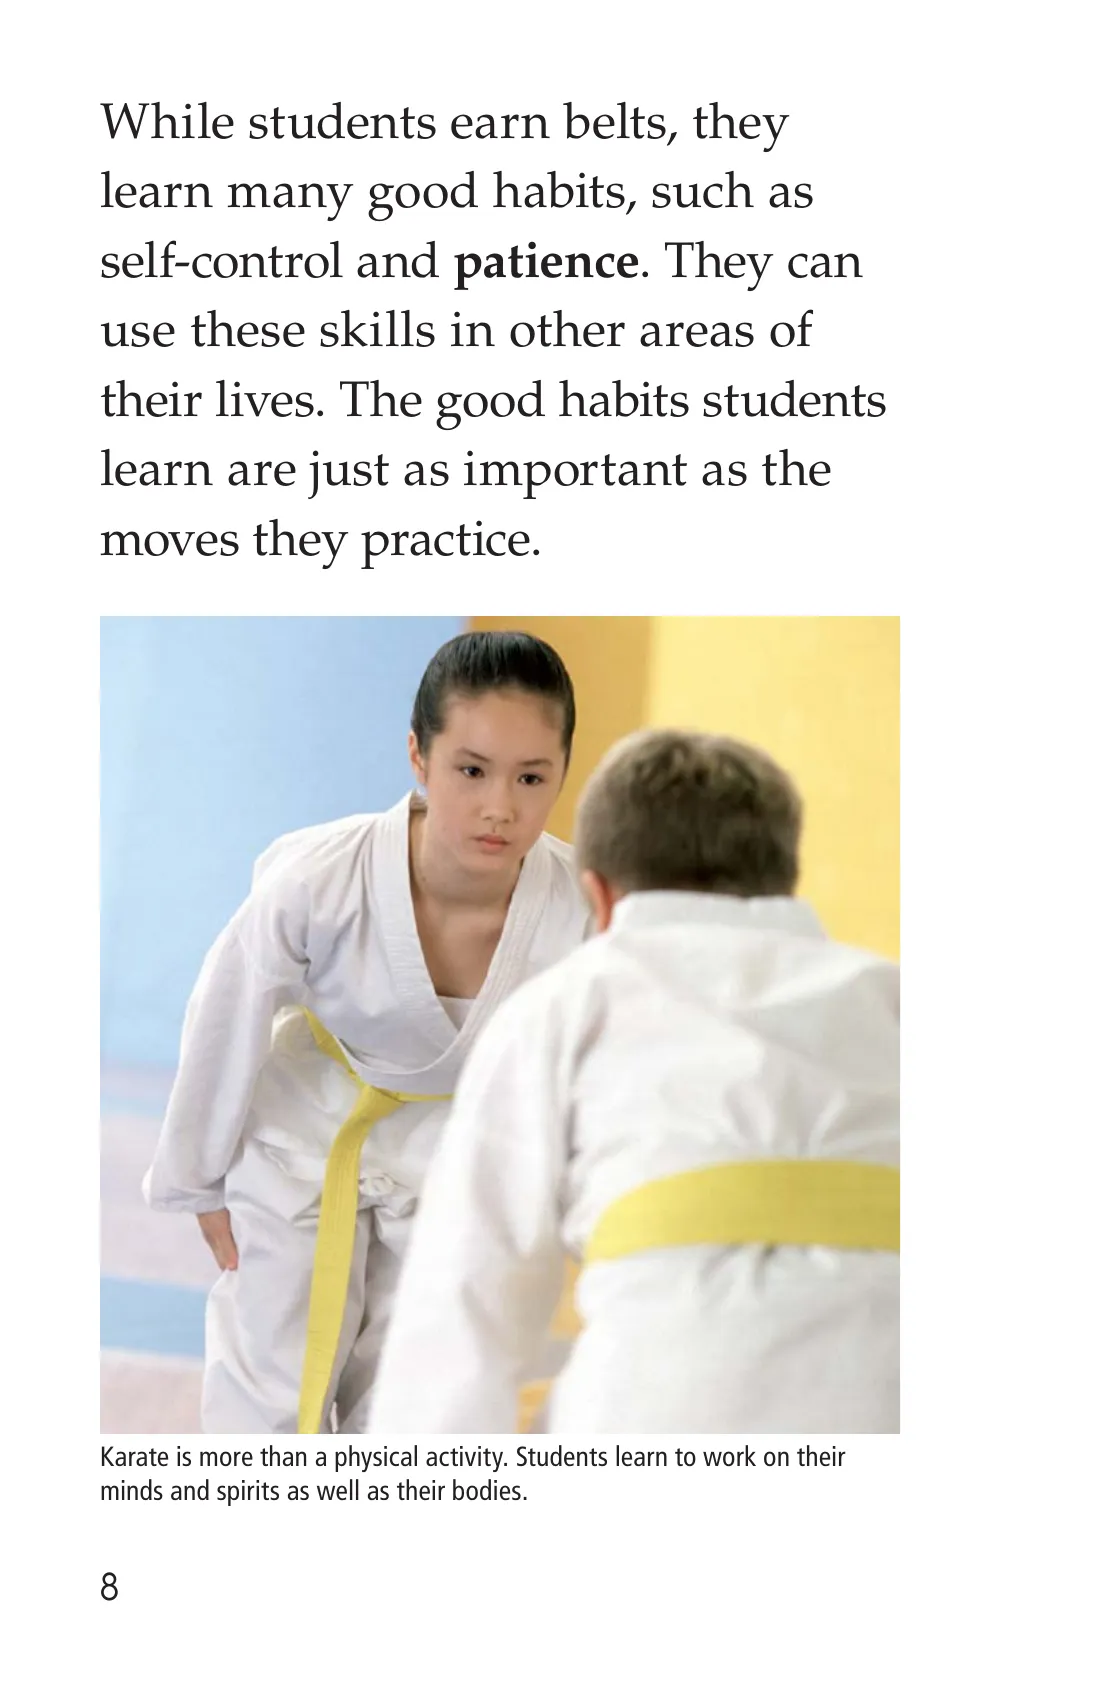 While students earn belts, they
learn many good habits, such as
self-control and patience. They can
use these skills in other areas of
their lives. The good habits students
learn are just as important as the
moves they practice.
Karate is more than a physical activity. Students learn to work on their
minds and spirits as well as their bodies.
8